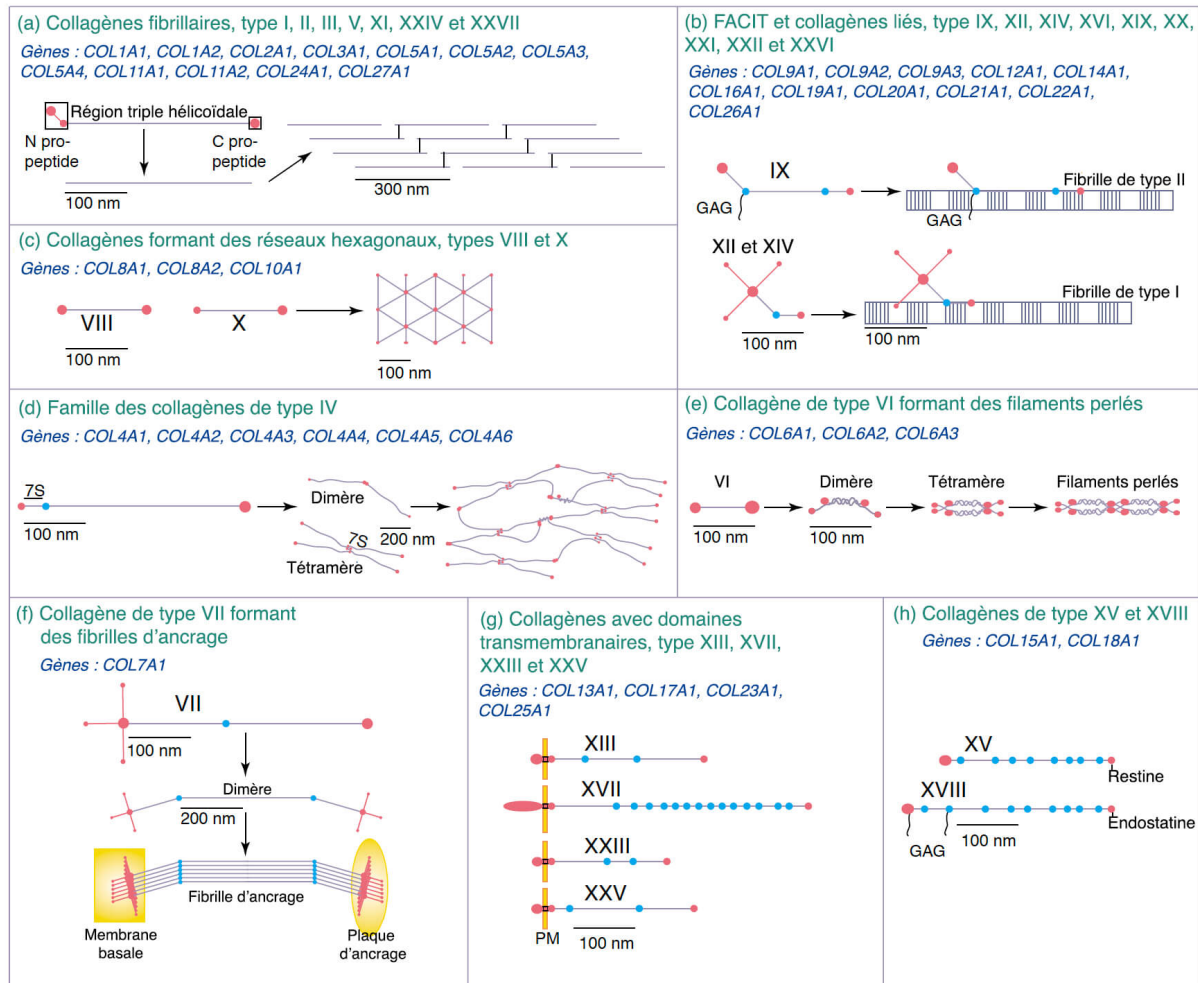 (a) Collagènes fibrillaires, type I, II, III, V, XI, XXIV et XXVII
Gènes : COL1A1, COL1A2, COL2A1, COL3A1, COL5A1, COL5A2, COL5A3,
COL5A4, COL11A1, COL11A2, COL24A1, COL27A1
Région triple hélicoïdale
N pro-
peptide
C pro-
peptide
100 nm
300 nm
(b) FACIT et collagènes liés, type IX, XII, XIV, XVI, XIX, XX,
XXI, XXII et XXVI
Gènes : COL9A1, COL9A2, COL9A3, COL12A1, COL14A1,
COL16A1, COL19A1, COL20A1, COL21A1, COL22A1,
COL26A1
IX
GAG
Fibrille de type II
GAG
XII et XIV
100 nm
Fibrille de type I
100 nm
(c) Collagènes formant des réseaux hexagonaux, types VIII et X
Gènes : COL8A1, COL8A2, COL10A1
VIII
X
100 nm
100 nm
(d) Famille des collagènes de type IV
Gènes : COL4A1, COL4A2, COL4A3, COL4A4, COL4A5, COL4A6
7S
100 nm
Dimère
7S
200 nm
Tétramère
(e) Collagène de type VI formant des filaments perlés
Gènes : COL6A1, COL6A2, COL6A3
VI
Dimère
Tétramère
Filaments perlés
100 nm
100 nm
(f) Collagène de type VII formant
des fibrilles d'ancrage
Gènes : COL7A1
VII
100 nm
Dimère
200 nm
Fibrille d'ancrage
Membrane
basale
Plaque
d'ancrage
(g) Collagènes avec domaines
transmembranaires, type XIII, XVII,
XXIII et XXV
Gènes : COL13A1, COL17A1, COL23A1,
COL25A1
XIII
XVII
XXIII
XXV
PM
100 nm
(h) Collagènes de type XV et XVIII
Gènes : COL15A1, COL18A1
XV
Restine
XVIII
Endostatine
GAG
100 nm